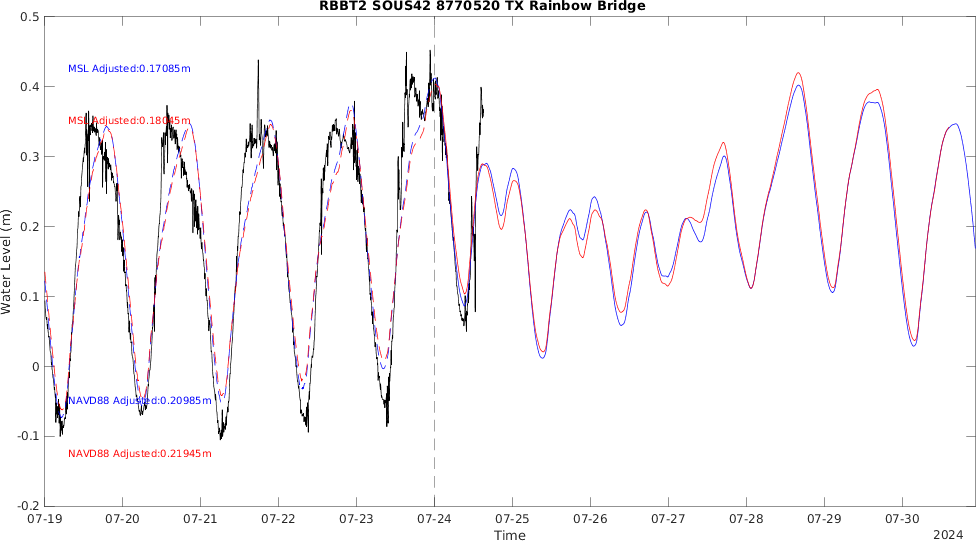 RBBT2 SOUS42 8770520 TX Rainbow Bridge
0.5
0.4
0.3
0.2
0.1
0
-0.1
-0.2
Water Level (m)
MSL Adjusted:0.17085m
MSL Adjusted:0.18045m
NAVD88 Adjusted:0.20985m
NAVD88 Adjusted:0.21945m
07-19 07-20 07-21 07-22 07-23 07-24 07-25 07-26 07-27 07-28 07-29 07-30
Time
2024